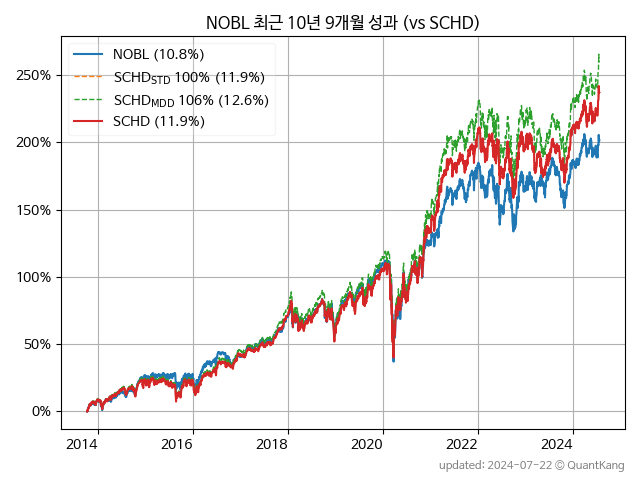 NOBL 최근 10년 9개월 성과 (vs SCHD)
NOBL (10.8%)
SCHD_STD 100% (11.9%)
SCHD_MDD 106% (12.6%)
SCHD (11.9%)
250%
200%
150%
100%
50%
0%
2014 2016 2018 2020 2022 2024
updated: 2024-07-22 © QuantKang